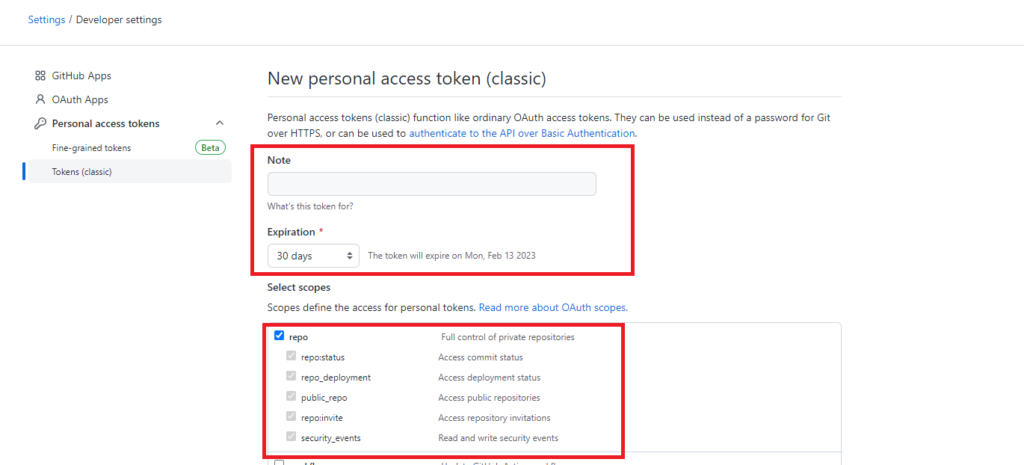 Settings / Developer settings
GitHub Apps
OAuth Apps
Personal access tokens
Fine-grained tokens Beta
Tokens (classic)
New personal access token (classic)
Personal access tokens (classic) function like ordinary OAuth access tokens. They can be used instead of a password for Git
over HTTPS, or can be used to authenticate to the API over Basic Authentication.
Note
What's this token for?
Expiration *
30 days The token will expire on Mon, Feb 13 2023
Select scopes
Scopes define the access for personal tokens. Read more about OAuth scopes.
repo Full control of private repositories
repo:status Access commit status
repo_deployment Access deployment status
public_repo Access public repositories
repo:invite Access repository invitations
security_events Read and write security events